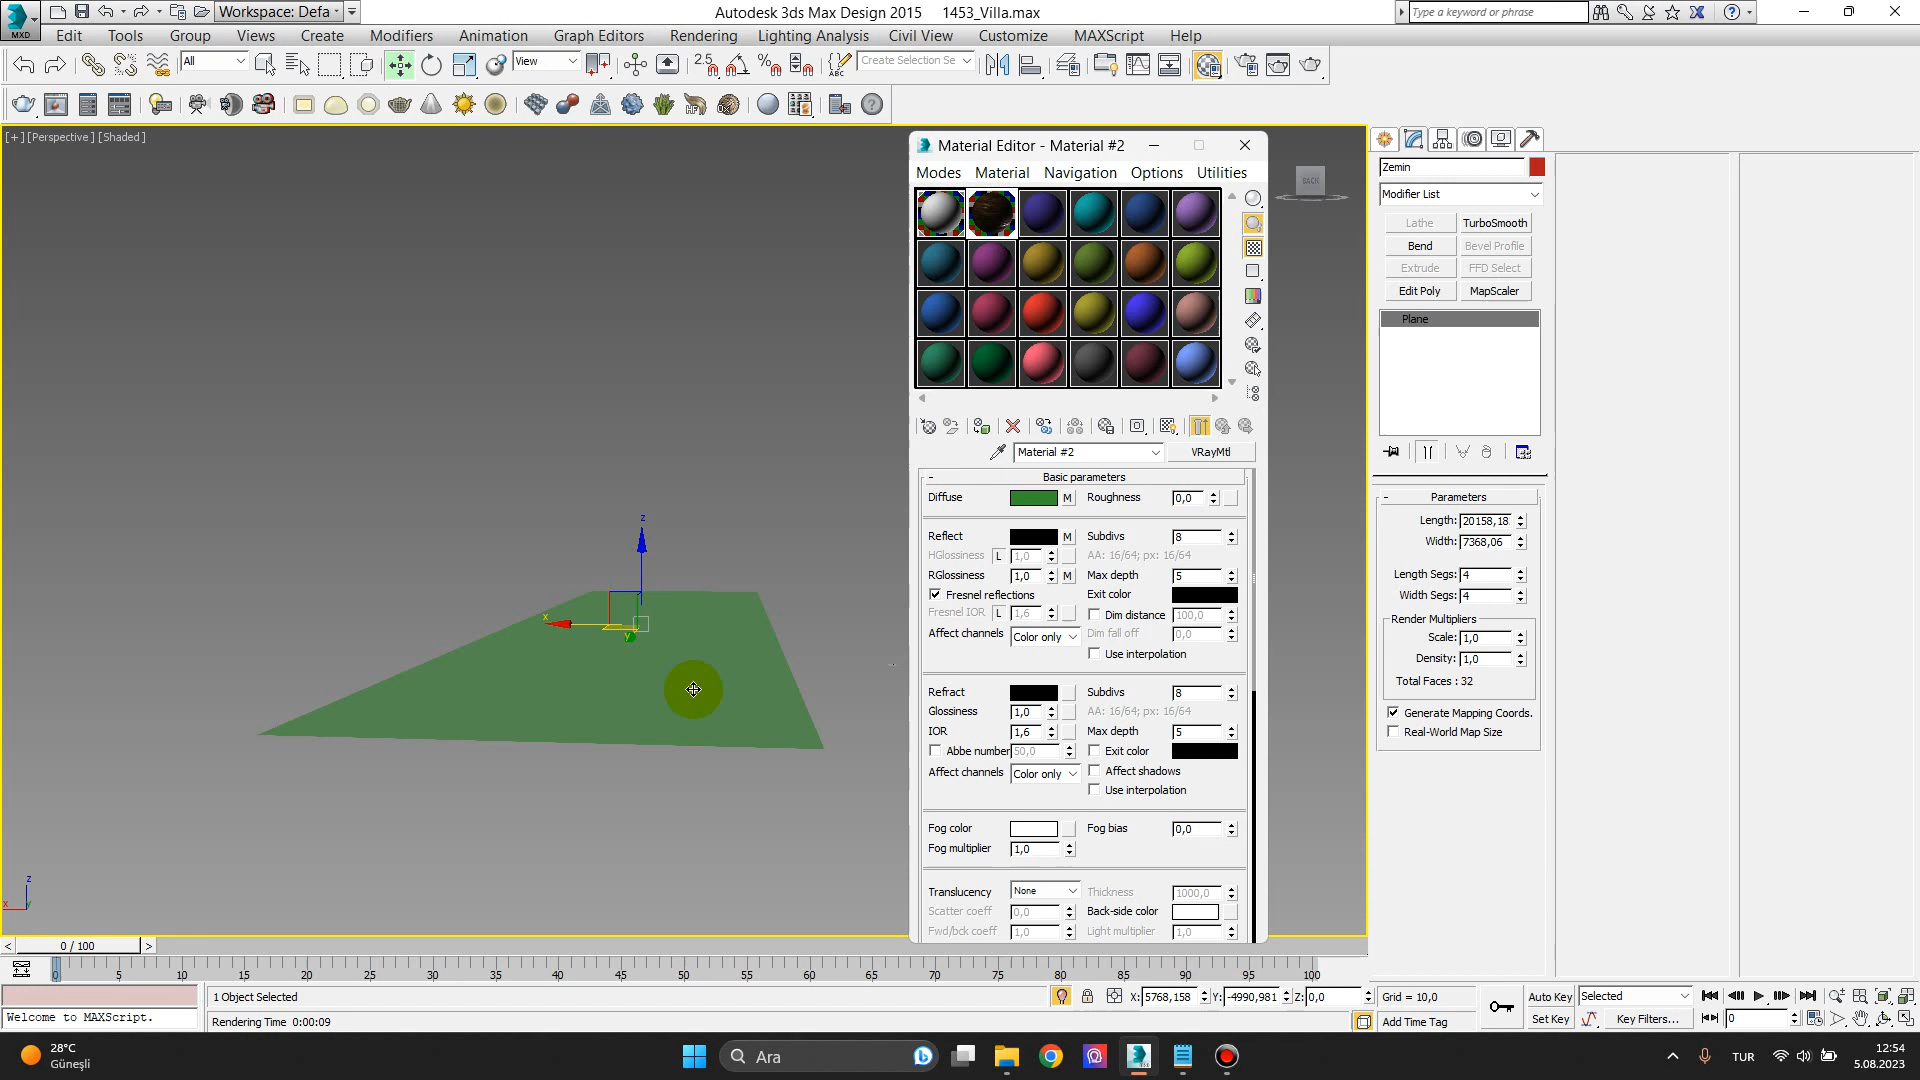 Workspace: Defa
Autodesk 3ds Max Design 2015 1453_Villa.max
Type a keyword or phrase
MXD
Edit Tools Group Views Create Modifiers Animation Graph Editors Rendering Lighting Analysis Civil View Customize MAXScript Help
All View 2.5 Create Selection Se
[+] [Perspective] [Shaded]
BACK
Material Editor - Material #2
Modes Material Navigation Options Utilities
Material #2 VRayMtl
- Basic parameters
Diffuse M Roughness 0,0
Reflect M Subdivs 8
HGlossiness L 1,0 AA: 16/64; px: 16/64
RGlossiness 1,0 M Max depth 5
Fresnel reflections Exit color
Fresnel IOR L 1,6 Dim distance 100,0
Affect channels Color only Dim fall off 0,0
Use interpolation
Refract Subdivs 8
Glossiness 1,0 AA: 16/64; px: 16/64
IOR 1,6 Max depth 5
Abbe number 50,0 Exit color
Affect channels Color only Affect shadows
Use interpolation
Fog color Fog bias 0,0
Fog multiplier 1,0
Translucency None Thickness 1000,0
Scatter coeff 0,0 Back-side color
Fwd/bck coeff 1,0 Light multiplier 1,0
Zemin
Modifier List
Lathe TurboSmooth
Bend Bevel Profile
Extrude FFD Select
Edit Poly MapScaler
Plane
- Parameters
Length: 20158,18
Width: 7368,06
Length Segs: 4
Width Segs: 4
Render Multipliers
Scale: 1,0
Density: 1,0
Total Faces : 32
Generate Mapping Coords.
Real-World Map Size
z
x
y
z
x y
< 0 / 100 >
0 5 10 15 20 25 30 35 40 45 50 55 60 65 70 75 80 85 90 95 100
1 Object Selected X: 5768,158 Y: -4990,981 Z: 0,0 Grid = 10,0 Auto Key Selected
Welcome to MAXScript. Rendering Time 0:00:09 Add Time Tag Set Key Key Filters... 0
28°C
Güneşli
Ara
TUR
12:54
5.08.2023